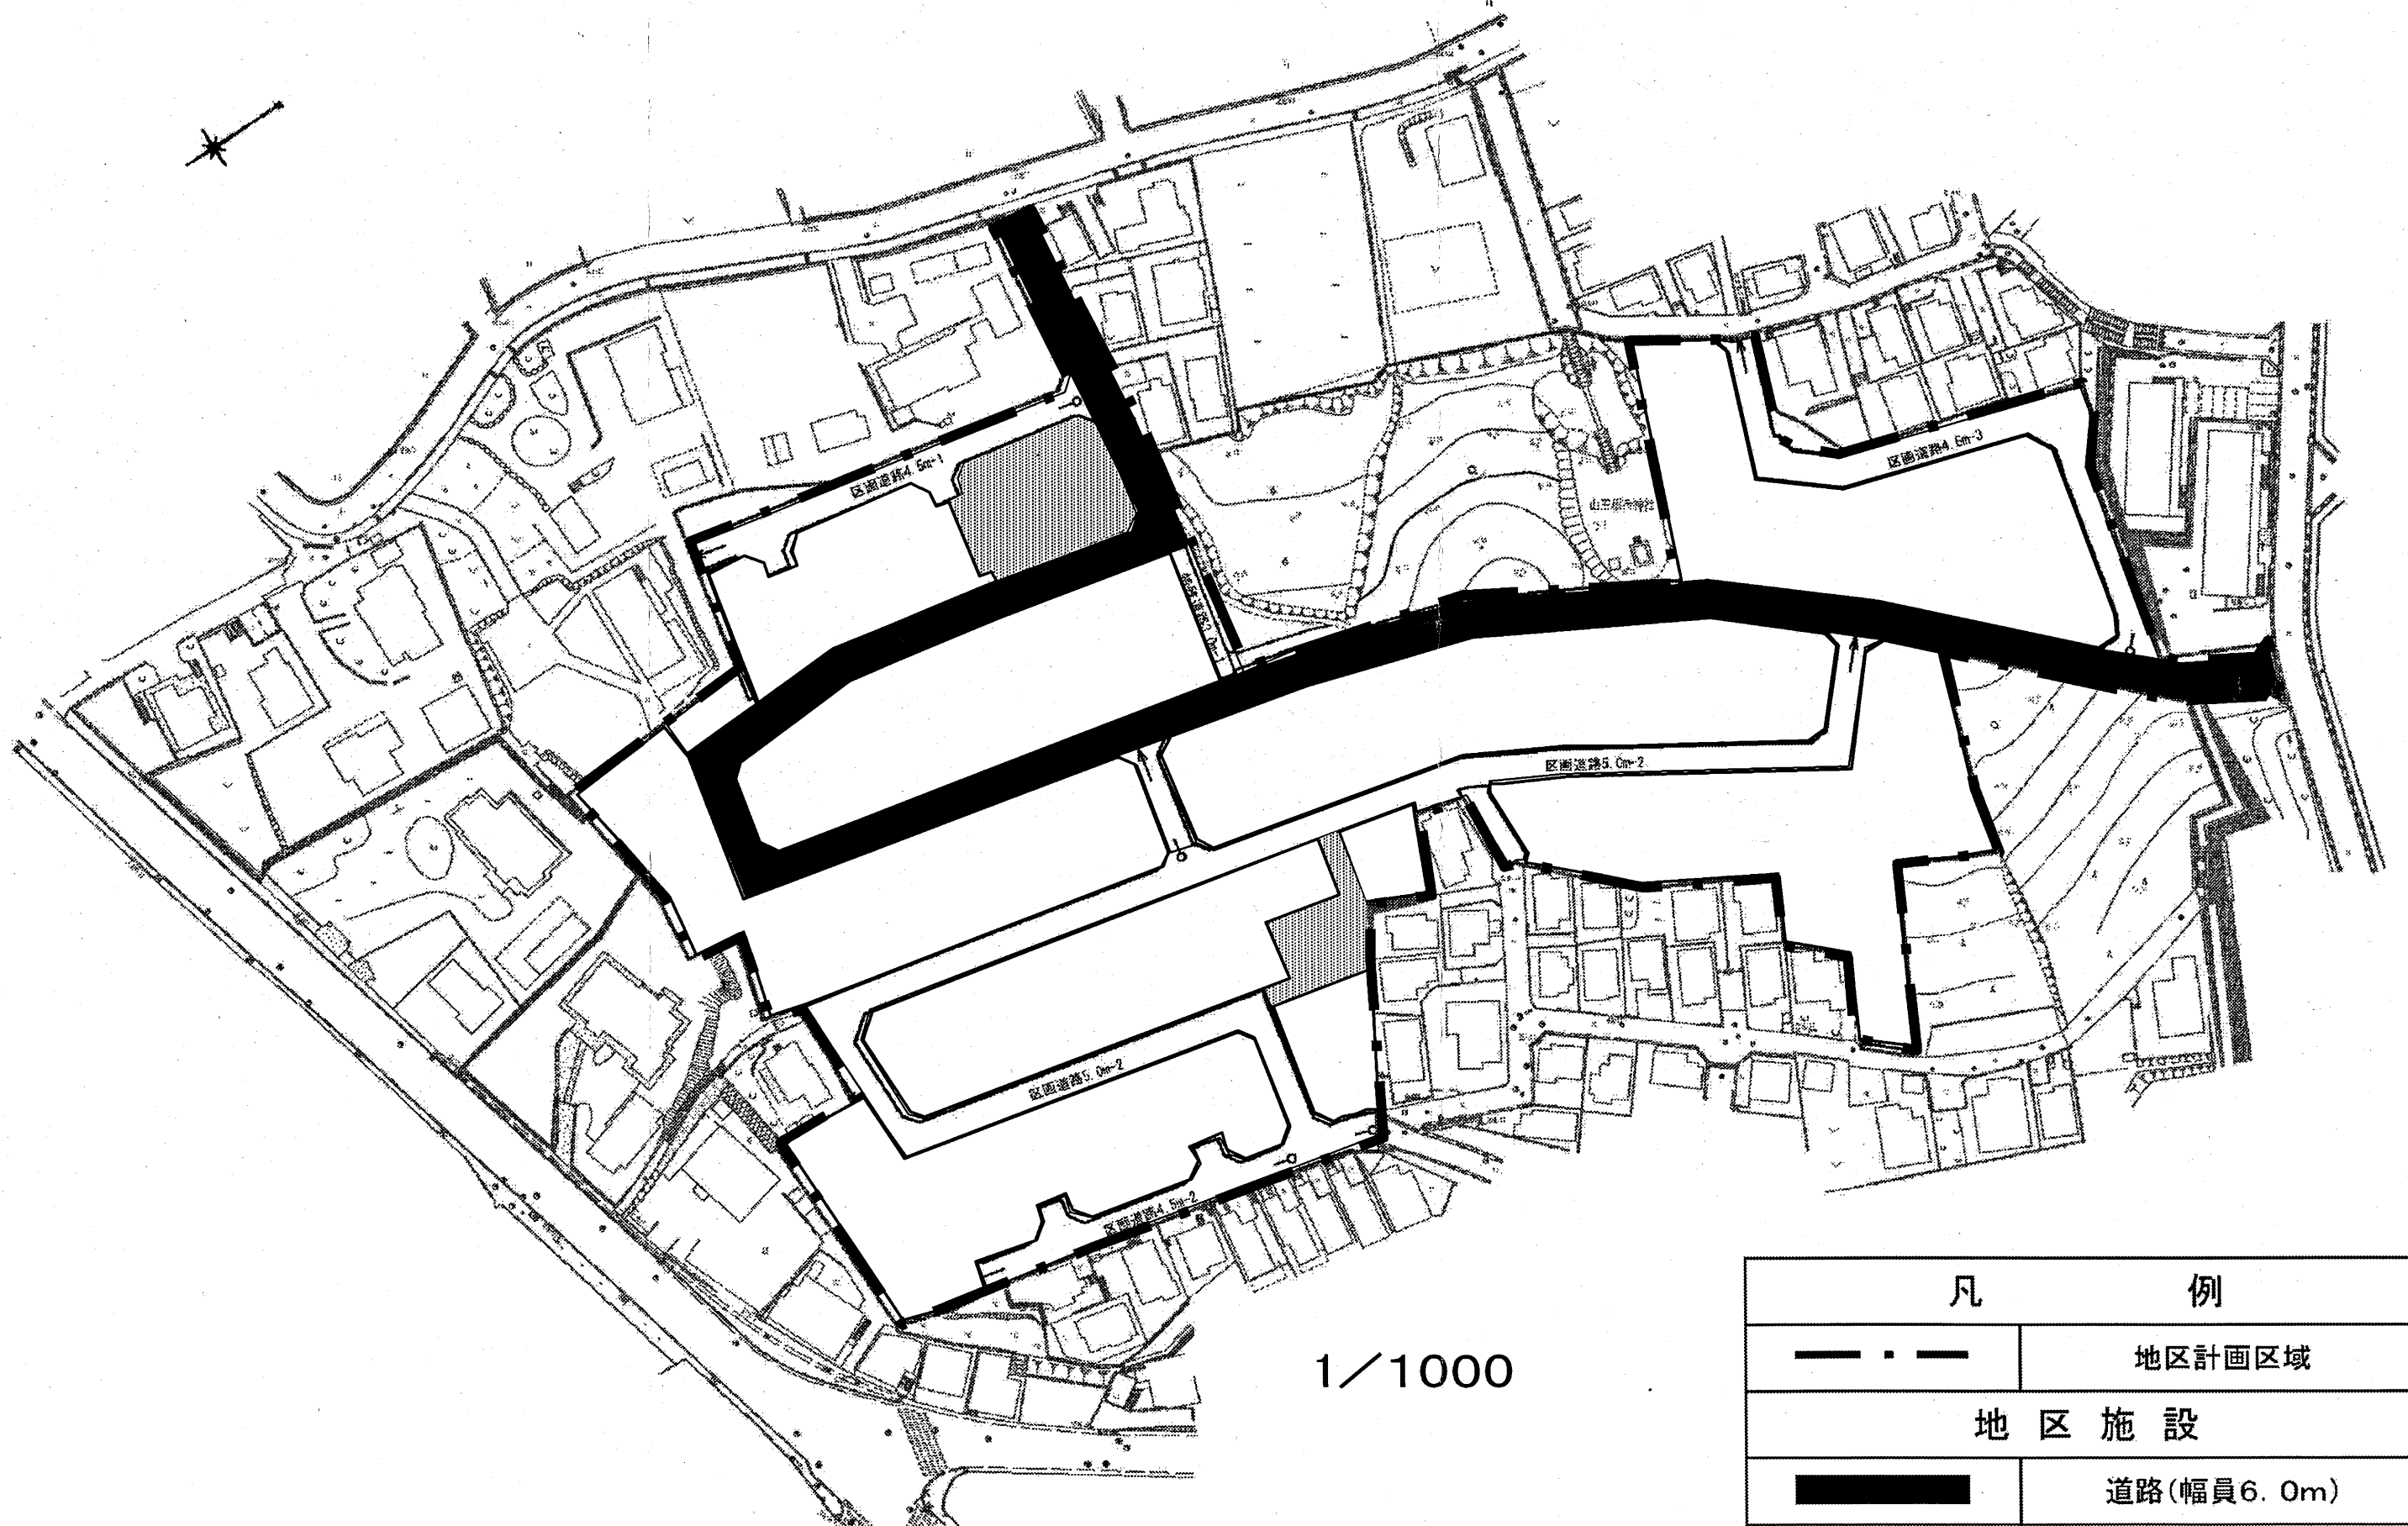 区画道路4.5m-1
区画道路4.5m-3
区画道路5.0m-2
区画道路5.0m-2
区画道路4.5m-2
1/1000
凡 例
地区計画区域
地区施設
道路(幅員6.0m)